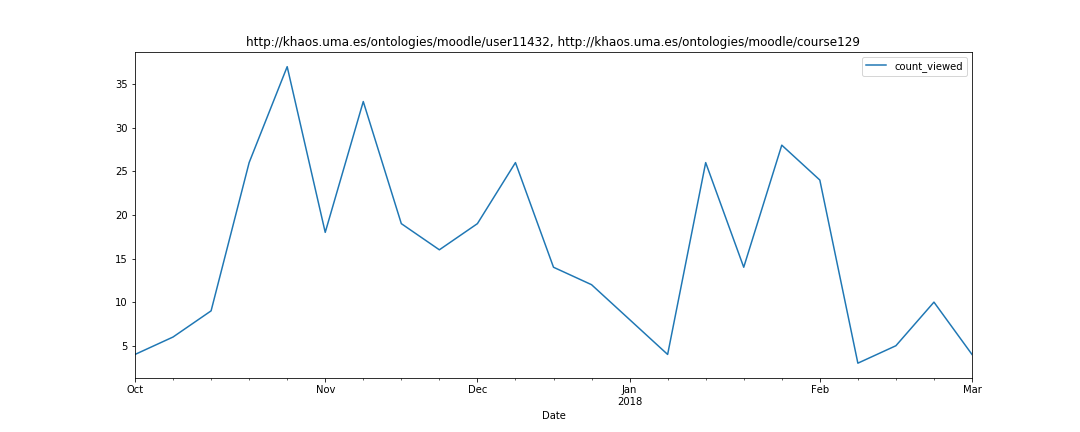 http://khaos.uma.es/ontologies/moodle/user11432, http://khaos.uma.es/ontologies/moodle/course129
count_viewed
35
30
25
20
15
10
5
Oct
Nov
Dec
Jan
2018
Feb
Mar
Date